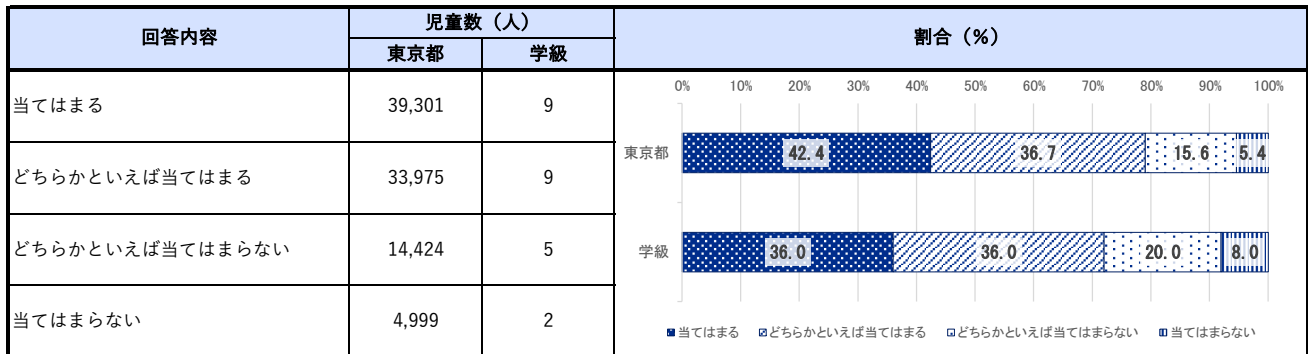 回答内容
児童数（人）
割合（%）
東京都
学級
当てはまる
39,301
9
どちらかといえば当てはまる
33,975
9
どちらかといえば当てはまらない
14,424
5
当てはまらない
4,999
2
0% 10% 20% 30% 40% 50% 60% 70% 80% 90% 100%
東京都 42.4 36.7 15.6 5.4
学級 36.0 36.0 20.0 8.0
当てはまる どちらかといえば当てはまる どちらかといえば当てはまらない 当てはまらない